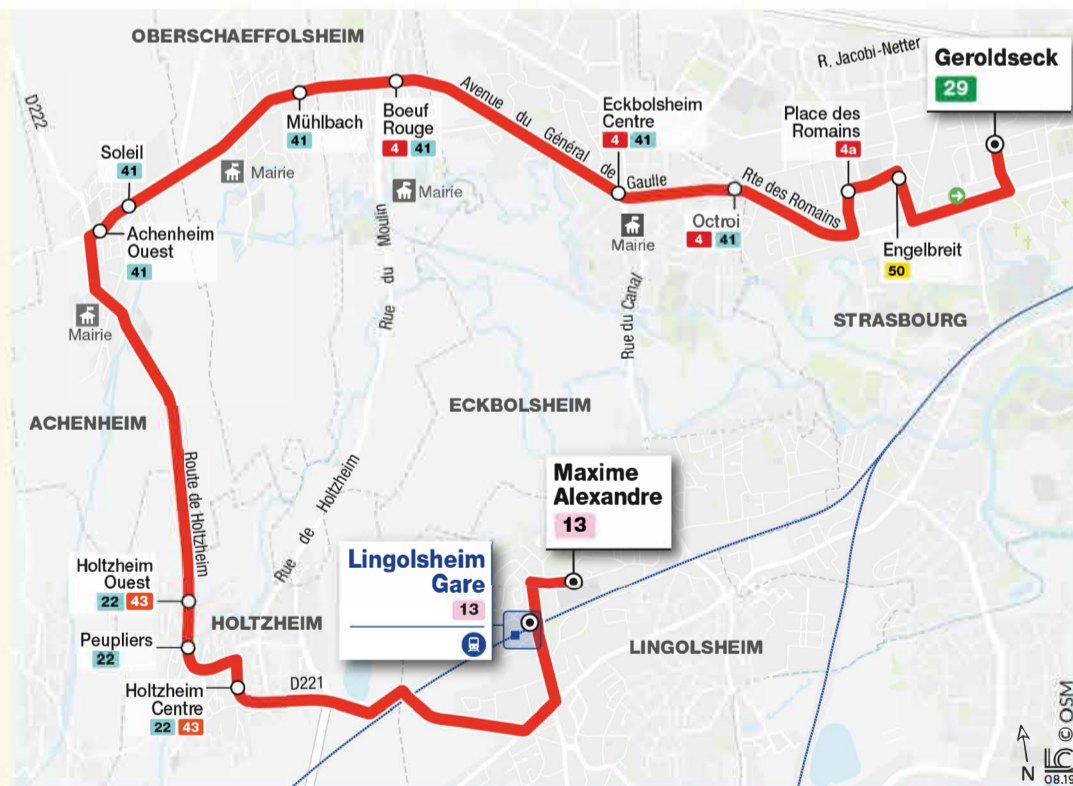 OBERSCHAEFFOLSHEIM
R. Jacobi-Netter
Geroldseck
29
D222
Avenue du Général de Gaulle
Boeuf
Rouge
4 41
Mühlbach
41
Eckbolsheim
Centre
4 41
Place des
Romains
4a
Soleil
41
Mairie
Mairie
Rte des Romains
Octroi
4 41
Mairie
Engelbreit
50
Achenheim
Ouest
41
Mairie
Rue du Moulin
Rue du Canal
STRASBOURG
ACHENHEIM
ECKBOLSHEIM
Route de Holtzheim
Rue de Holtzheim
Maxime
Alexandre
13
Lingolsheim
Gare
13
Holtzheim
Ouest
22 43
HOLTZHEIM
Peupliers
22
LINGOLSHEIM
Holtzheim
Centre
22 43
D221
N
© OSM
LC
08.19